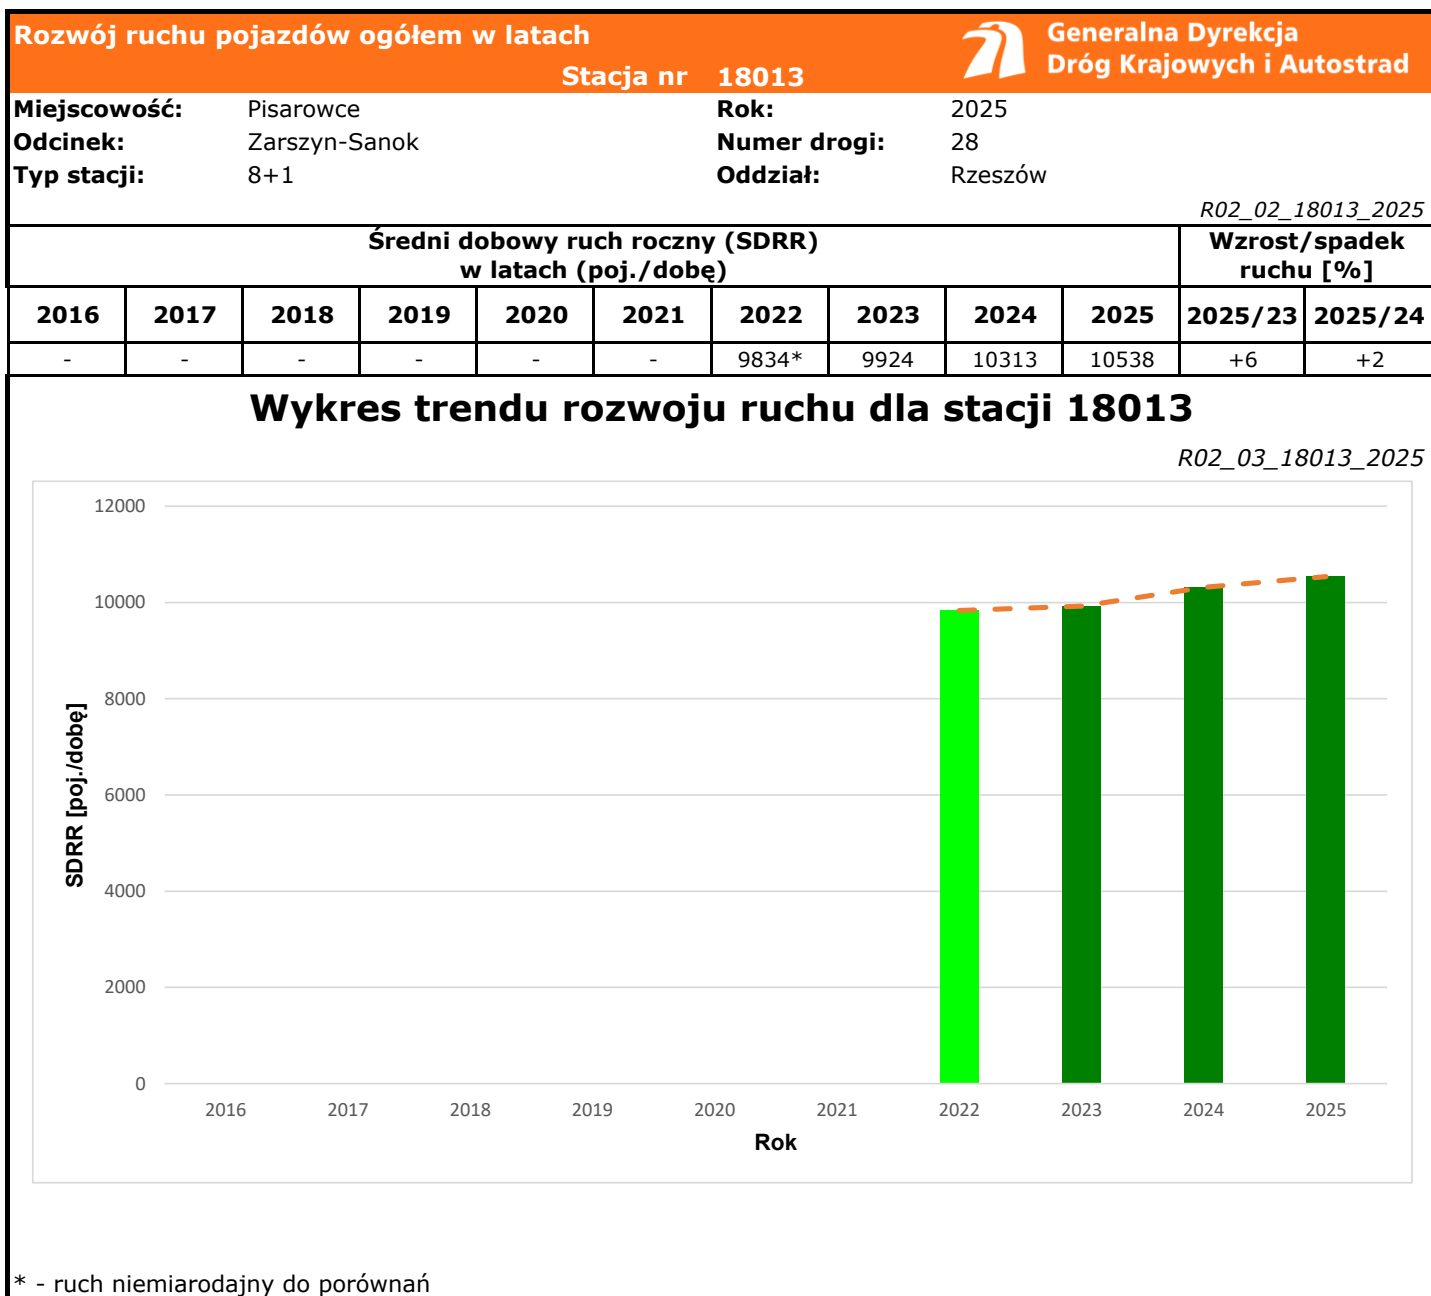 Rozwój ruchu pojazdów ogółem w latach
Stacja nr 18013
Generalna Dyrekcja
Dróg Krajowych i Autostrad
Miejscowość: Pisarowce Rok: 2025
Odcinek: Zarszyn-Sanok Numer drogi: 28
Typ stacji: 8+1 Oddział: Rzeszów
R02_02_18013_2025
Średni dobowy ruch roczny (SDRR)
w latach (poj./dobę)
Wzrost/spadek
ruchu [%]
2016 2017 2018 2019 2020 2021 2022 2023 2024 2025 2025/23 2025/24
- - - - - - 9834* 9924 10313 10538 +6 +2
Wykres trendu rozwoju ruchu dla stacji 18013
R02_03_18013_2025
12000
10000
8000
6000
4000
2000
0
SDRR [poj./dobę]
2016 2017 2018 2019 2020 2021 2022 2023 2024 2025
Rok
* - ruch niemiarodajny do porównań